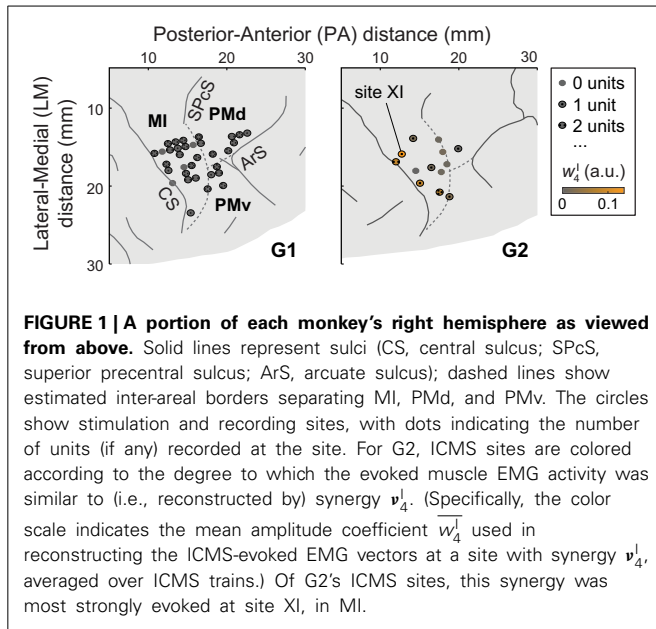 Posterior-Anterior (PA) distance (mm)
10 20 30 10 20 30
Lateral-Medial (LM)
distance (mm)
10
20
30
MI
SPcS
PMd
ArS
CS
PMv
G1
site XI
G2
0 units
1 unit
2 units
...
w₄ˡ (a.u.)
0 0.1
FIGURE 1 | A portion of each monkey's right hemisphere as viewed
from above. Solid lines represent sulci (CS, central sulcus; SPcS,
superior precentral sulcus; ArS, arcuate sulcus); dashed lines show
estimated inter-areal borders separating MI, PMd, and PMv. The circles
show stimulation and recording sites, with dots indicating the number
of units (if any) recorded at the site. For G2, ICMS sites are colored
according to the degree to which the evoked muscle EMG activity was
similar to (i.e., reconstructed by) synergy v₄ˡ. (Specifically, the color
scale indicates the mean amplitude coefficient w₄ˡ used in
reconstructing the ICMS-evoked EMG vectors at a site with synergy v₄ˡ,
averaged over ICMS trains.) Of G2's ICMS sites, this synergy was
most strongly evoked at site XI, in MI.